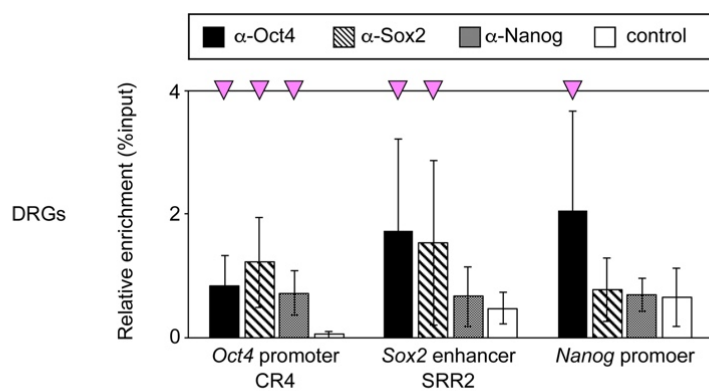 α-Oct4 α-Sox2 α-Nanog control
4
2
0
Relative enrichment (%input)
DRGs
Oct4 promoter Sox2 enhancer Nanog promoer
CR4 SRR2